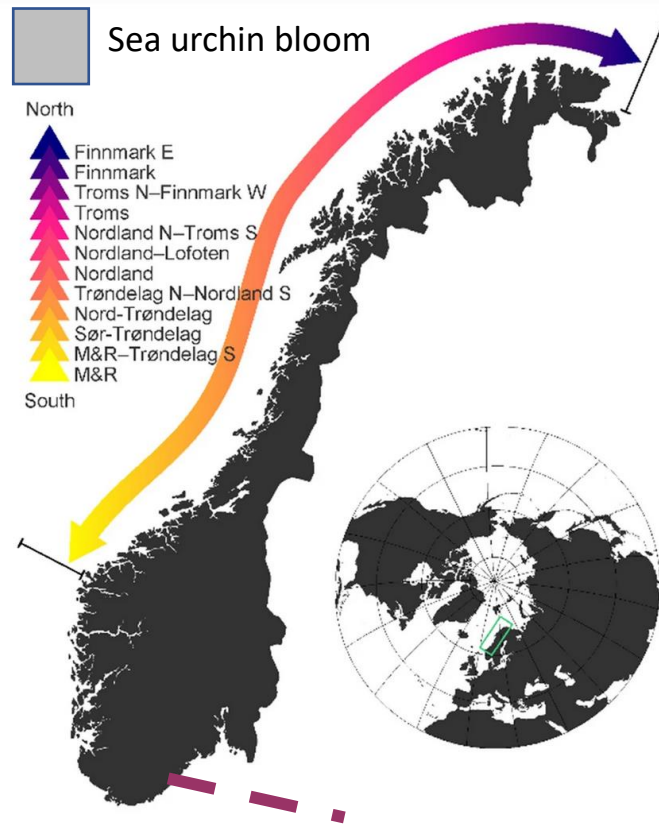 Sea urchin bloom
North
Finnmark E
Finnmark
Troms N–Finnmark W
Troms
Nordland N–Troms S
Nordland–Lofoten
Nordland
Trøndelag N–Nordland S
Nord-Trøndelag
Sør-Trøndelag
M&R–Trøndelag S
M&R
South